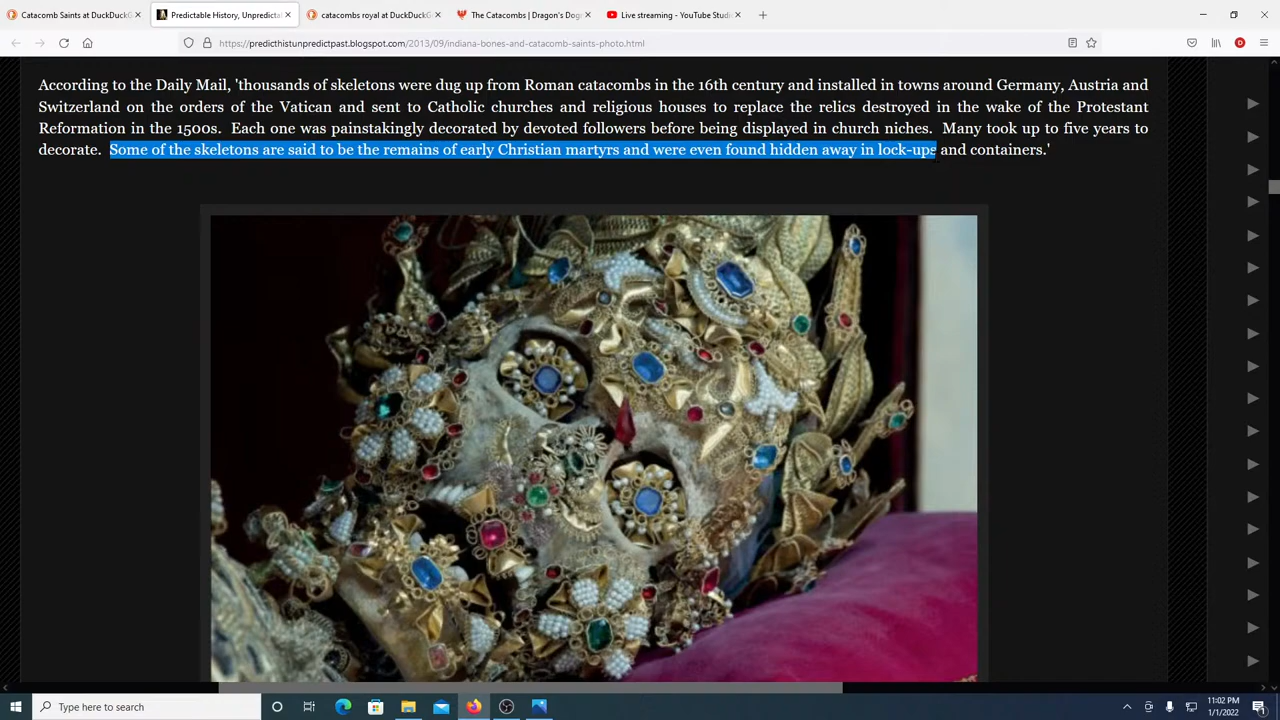 Catacomb Saints at DuckDuckG
Predictable History, Unpredictab
catacombs royal at DuckDuckG
The Catacombs | Dragon's Dogm
Live streaming - YouTube Studio
https://predicthistunpredictpast.blogspot.com/2013/09/indiana-bones-and-catacomb-saints-photo.html
According to the Daily Mail, 'thousands of skeletons were dug up from Roman catacombs in the 16th century and installed in towns around Germany, Austria and
Switzerland on the orders of the Vatican and sent to Catholic churches and religious houses to replace the relics destroyed in the wake of the Protestant
Reformation in the 1500s. Each one was painstakingly decorated by devoted followers before being displayed in church niches. Many took up to five years to
decorate. Some of the skeletons are said to be the remains of early Christian martyrs and were even found hidden away in lock-ups and containers.'
Type here to search
11:02 PM
1/1/2022